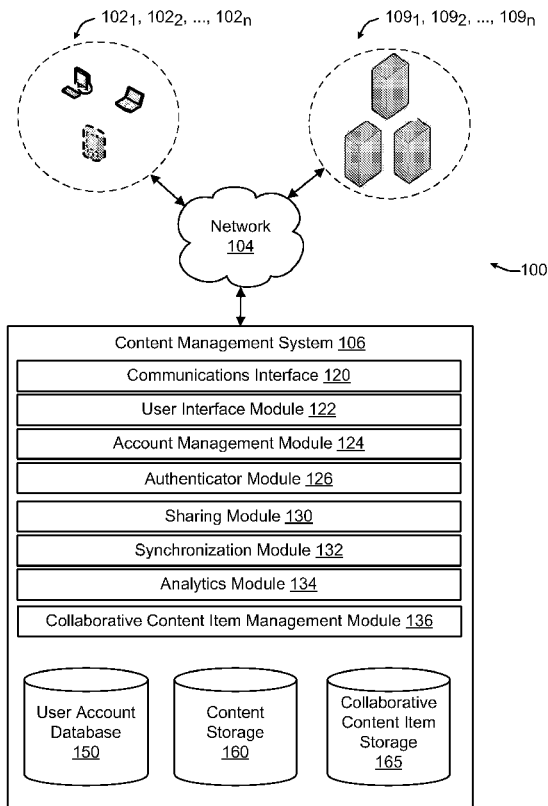 102₁, 102₂, ..., 102ₙ
109₁, 109₂, ..., 109ₙ
Network
104
100
Content Management System 106
Communications Interface 120
User Interface Module 122
Account Management Module 124
Authenticator Module 126
Sharing Module 130
Synchronization Module 132
Analytics Module 134
Collaborative Content Item Management Module 136
User Account
Database
150
Content
Storage
160
Collaborative
Content Item
Storage
165